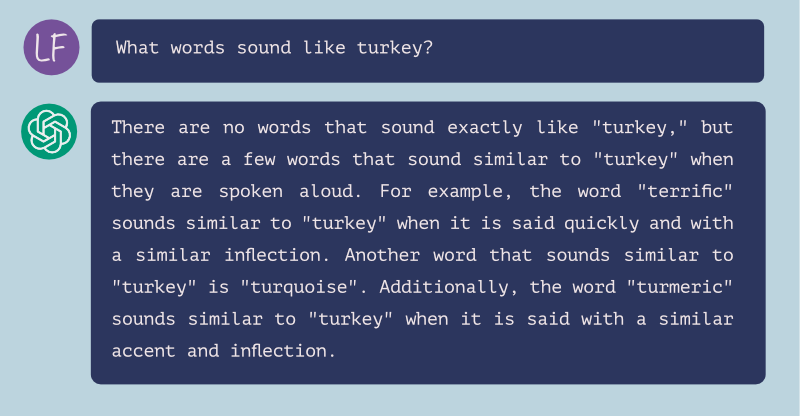 LF
What words sound like turkey?
There are no words that sound exactly like "turkey," but
there are a few words that sound similar to "turkey" when
they are spoken aloud. For example, the word "terrific"
sounds similar to "turkey" when it is said quickly and with
a similar inflection. Another word that sounds similar to
"turkey" is "turquoise". Additionally, the word "turmeric"
sounds similar to "turkey" when it is said with a similar
accent and inflection.